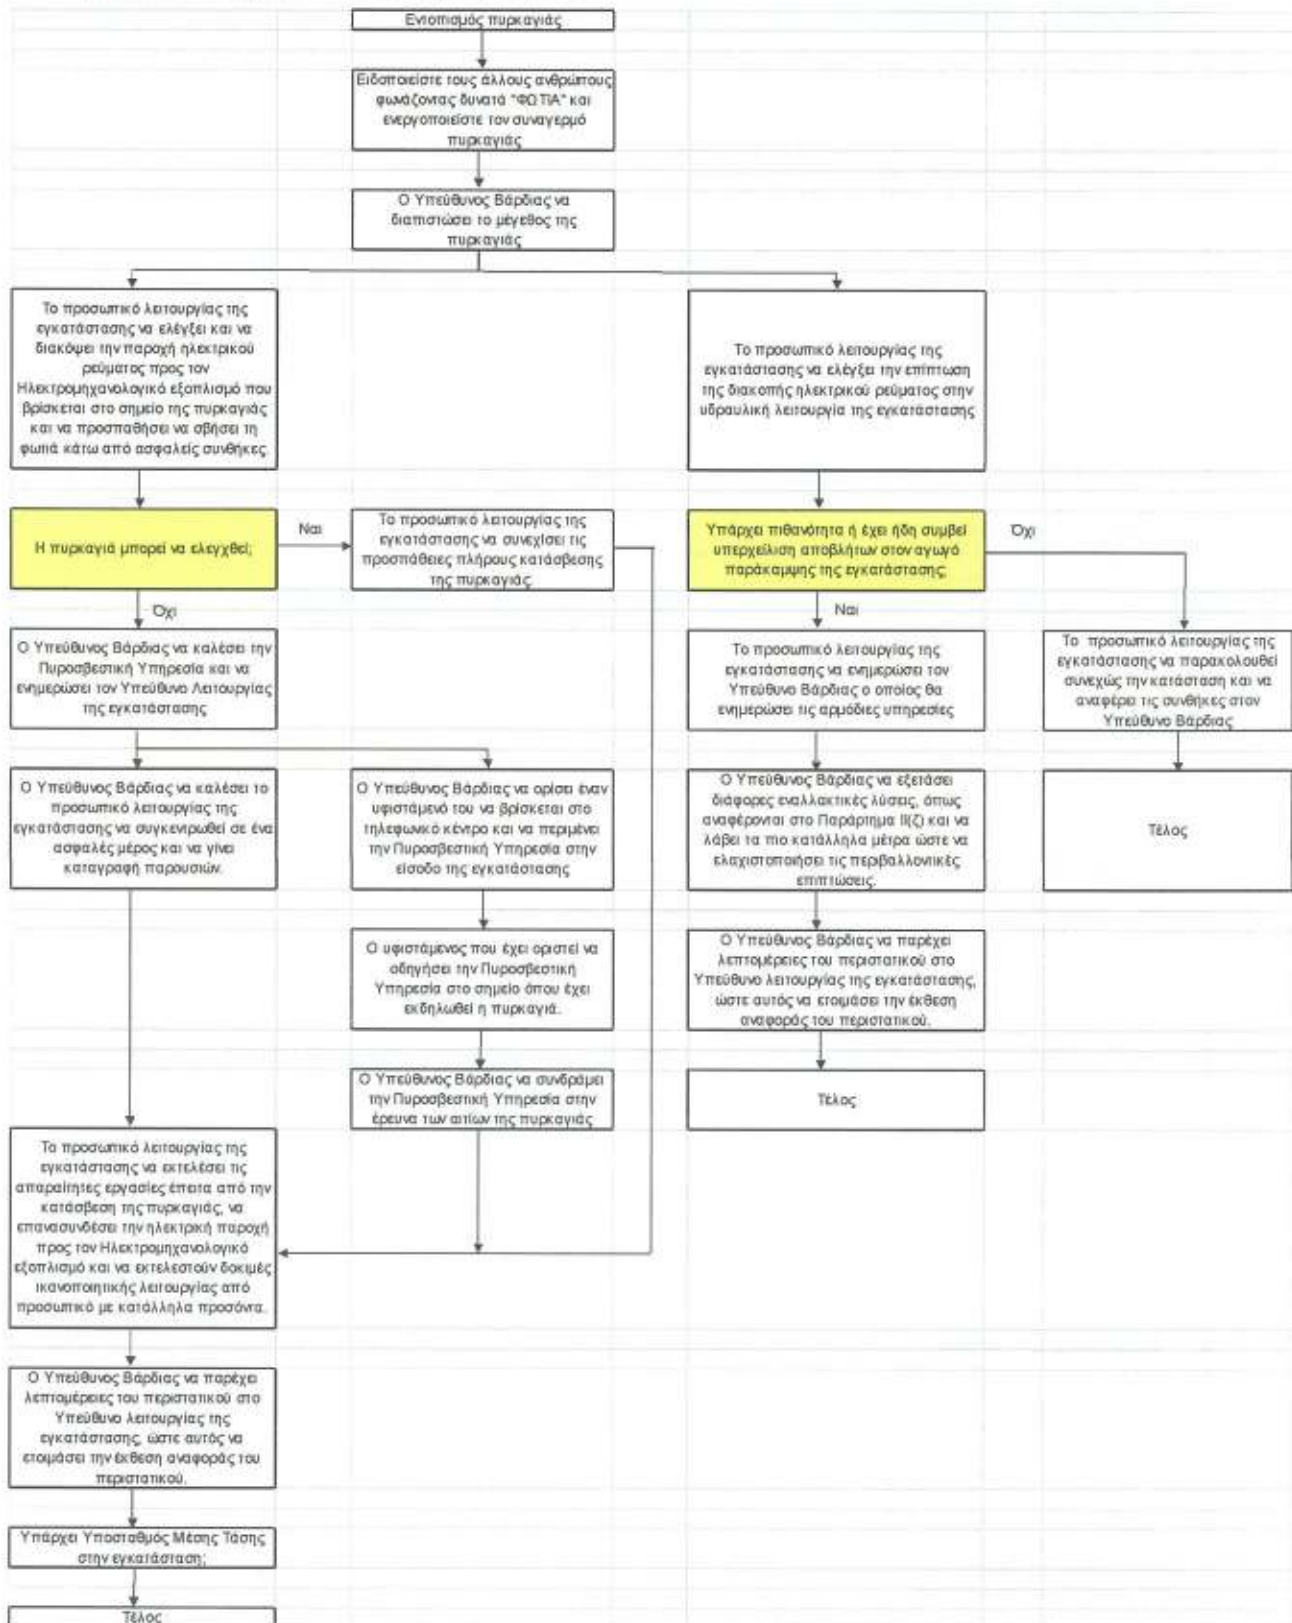 Εντοπισμός πυρκαγιάς
Ειδοποιείστε τους άλλους ανθρώπους
φωνάζοντας δυνατά "ΦΩΤΙΑ" και
ενεργοποιείστε τον συναγερμό
πυρκαγιάς
Ο Υπεύθυνος Βάρδιας να
διαπιστώσει το μέγεθος της
πυρκαγιάς
Το προσωπικό λειτουργίας της
εγκατάστασης να ελέγξει και να
διακόψει την παροχή ηλεκτρικού
ρεύματος προς τον
Ηλεκτρομηχανολογικό εξοπλισμό που
βρίσκεται στο σημείο της πυρκαγιάς
και να προσπαθήσει να σβήσει τη
φωτιά κάτω από ασφαλείς συνθήκες.
Το προσωπικό λειτουργίας της
εγκατάστασης να ελέγξει την επίπτωση
της διακοπής ηλεκτρικού ρεύματος στην
υδραυλική λειτουργία της εγκατάστασης
Η πυρκαγιά μπορεί να ελεγχθεί;
Ναι
Το προσωπικό λειτουργίας της
εγκατάστασης να συνεχίσει τις
προσπάθειες πλήρους κατάσβεσης
της πυρκαγιάς.
Υπάρχει πιθανότητα ή έχει ήδη συμβεί
υπερχείλιση αποβλήτων στον αγωγό
παράκαμψης της εγκατάστασης;
Όχι
Όχι
Ναι
Ο Υπεύθυνος Βάρδιας να καλέσει την
Πυροσβεστική Υπηρεσία και να
ενημερώσει τον Υπεύθυνο Λειτουργίας
της εγκατάστασης
Το προσωπικό λειτουργίας της
εγκατάστασης να ενημερώσει τον
Υπεύθυνο Βάρδιας ο οποίος θα
ενημερώσει τις αρμόδιες υπηρεσίες
Το προσωπικό λειτουργίας της
εγκατάστασης να παρακολουθεί
συνεχώς την κατάσταση και να
αναφέρει τις συνθήκες στον
Υπεύθυνο Βάρδιας
Ο Υπεύθυνος Βάρδιας να καλέσει το
προσωπικό λειτουργίας της
εγκατάστασης να συγκεντρωθεί σε ένα
ασφαλές μέρος και να γίνει
καταγραφή παρουσιών.
Ο Υπεύθυνος Βάρδιας να ορίσει έναν
υφιστάμενό του να βρίσκεται στο
τηλεφωνικό κέντρο και να περιμένει
την Πυροσβεστική Υπηρεσία στην
είσοδο της εγκατάστασης
Ο Υπεύθυνος Βάρδιας να εξετάσει
διάφορες εναλλακτικές λύσεις, όπως
αναφέρονται στο Παράρτημα ΙΙ(ζ) και να
λάβει τα πιο κατάλληλα μέτρα ώστε να
ελαχιστοποιήσει τις περιβαλλοντικές
επιπτώσεις.
Τέλος
Ο υφιστάμενος που έχει οριστεί να
οδηγήσει την Πυροσβεστική
Υπηρεσία στο σημείο όπου έχει
εκδηλωθεί η πυρκαγιά.
Ο Υπεύθυνος Βάρδιας να παρέχει
λεπτομέρειες του περιστατικού στο
Υπεύθυνο λειτουργίας της εγκατάστασης,
ώστε αυτός να ετοιμάσει την έκθεση
αναφοράς του περιστατικού.
Ο Υπεύθυνος Βάρδιας να συνδράμει
την Πυροσβεστική Υπηρεσία στην
έρευνα των αιτίων της πυρκαγιάς
Τέλος
Το προσωπικό λειτουργίας της
εγκατάστασης να εκτελέσει τις
απαραίτητες εργασίες έπειτα από την
κατάσβεση της πυρκαγιάς, να
επανασυνδέσει την ηλεκτρική παροχή
προς τον Ηλεκτρομηχανολογικό
εξοπλισμό και να εκτελεστούν δοκιμές
ικανοποιητικής λειτουργίας από
προσωπικό με κατάλληλα προσόντα.
Ο Υπεύθυνος Βάρδιας να παρέχει
λεπτομέρειες του περιστατικού στο
Υπεύθυνο λειτουργίας της
εγκατάστασης, ώστε αυτός να
ετοιμάσει την έκθεση αναφοράς του
περιστατικού.
Υπάρχει Υποσταθμός Μέσης Τάσης
στην εγκατάσταση;
Τέλος